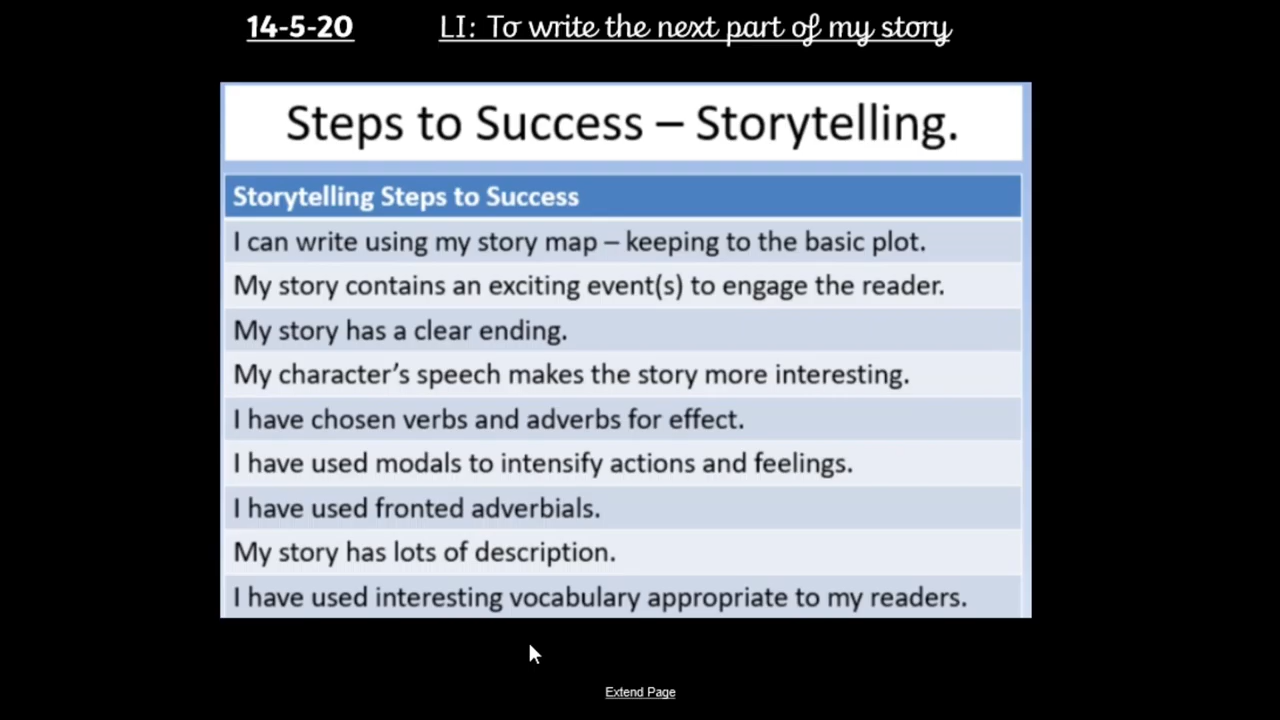 14-5-20 LI: To write the next part of my story
Steps to Success – Storytelling.
Storytelling Steps to Success
I can write using my story map – keeping to the basic plot.
My story contains an exciting event(s) to engage the reader.
My story has a clear ending.
My character’s speech makes the story more interesting.
I have chosen verbs and adverbs for effect.
I have used modals to intensify actions and feelings.
I have used fronted adverbials.
My story has lots of description.
I have used interesting vocabulary appropriate to my readers.
Extend Page